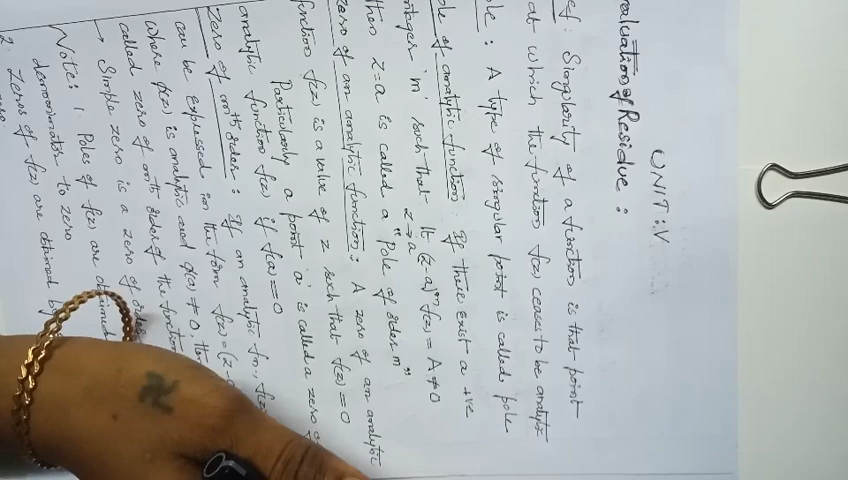 UNIT: V
evaluation of Residue :
ef: Singularity of a function is that point
at which the function f(z) ceases to be analytic
ole : A type of singular point is called pole
ole of analytic function: If there exist a +ve
integer 'm' such that lt z→a (z-a)^m f(z) = A ≠ 0
then z=a is called a "Pole of order m"
Zero of an analytic function: A zero of an analytic
function f(z) is a value of z such that f(z) = 0
Particularly a point 'a' is called a zero of
analytic function f(z) if f(a) = 0
Zero of mth order : If an analytic fn., f(z)
can be expressed in the form f(z) = (z-a
where φ(z) is analytic and φ(a) ≠ 0 the
called zero of mth order of the function
→ Simple zero is a zero of order
Note: 1. Poles of f(z) are obtained
denominator to zero
2. Zeros of f(z) are obtained by
zero.